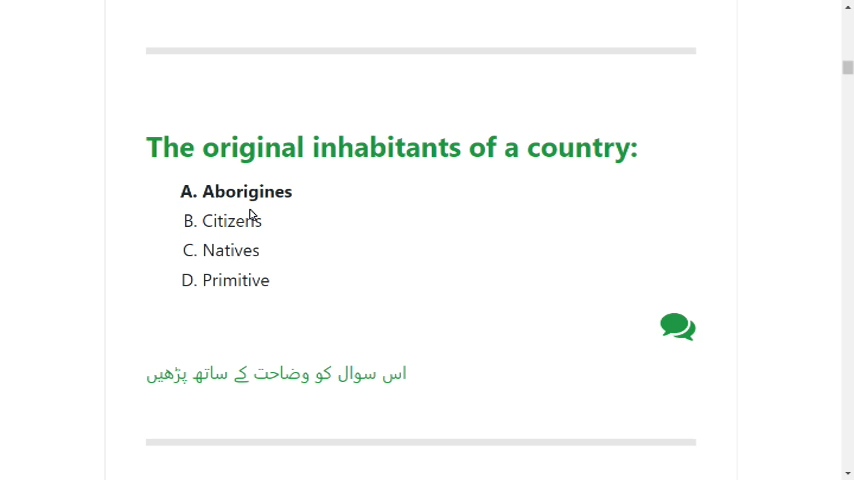 The original inhabitants of a country:
A. Aborigines
B. Citizens
C. Natives
D. Primitive
اس سوال کو وضاحت کے ساتھ پڑھیں